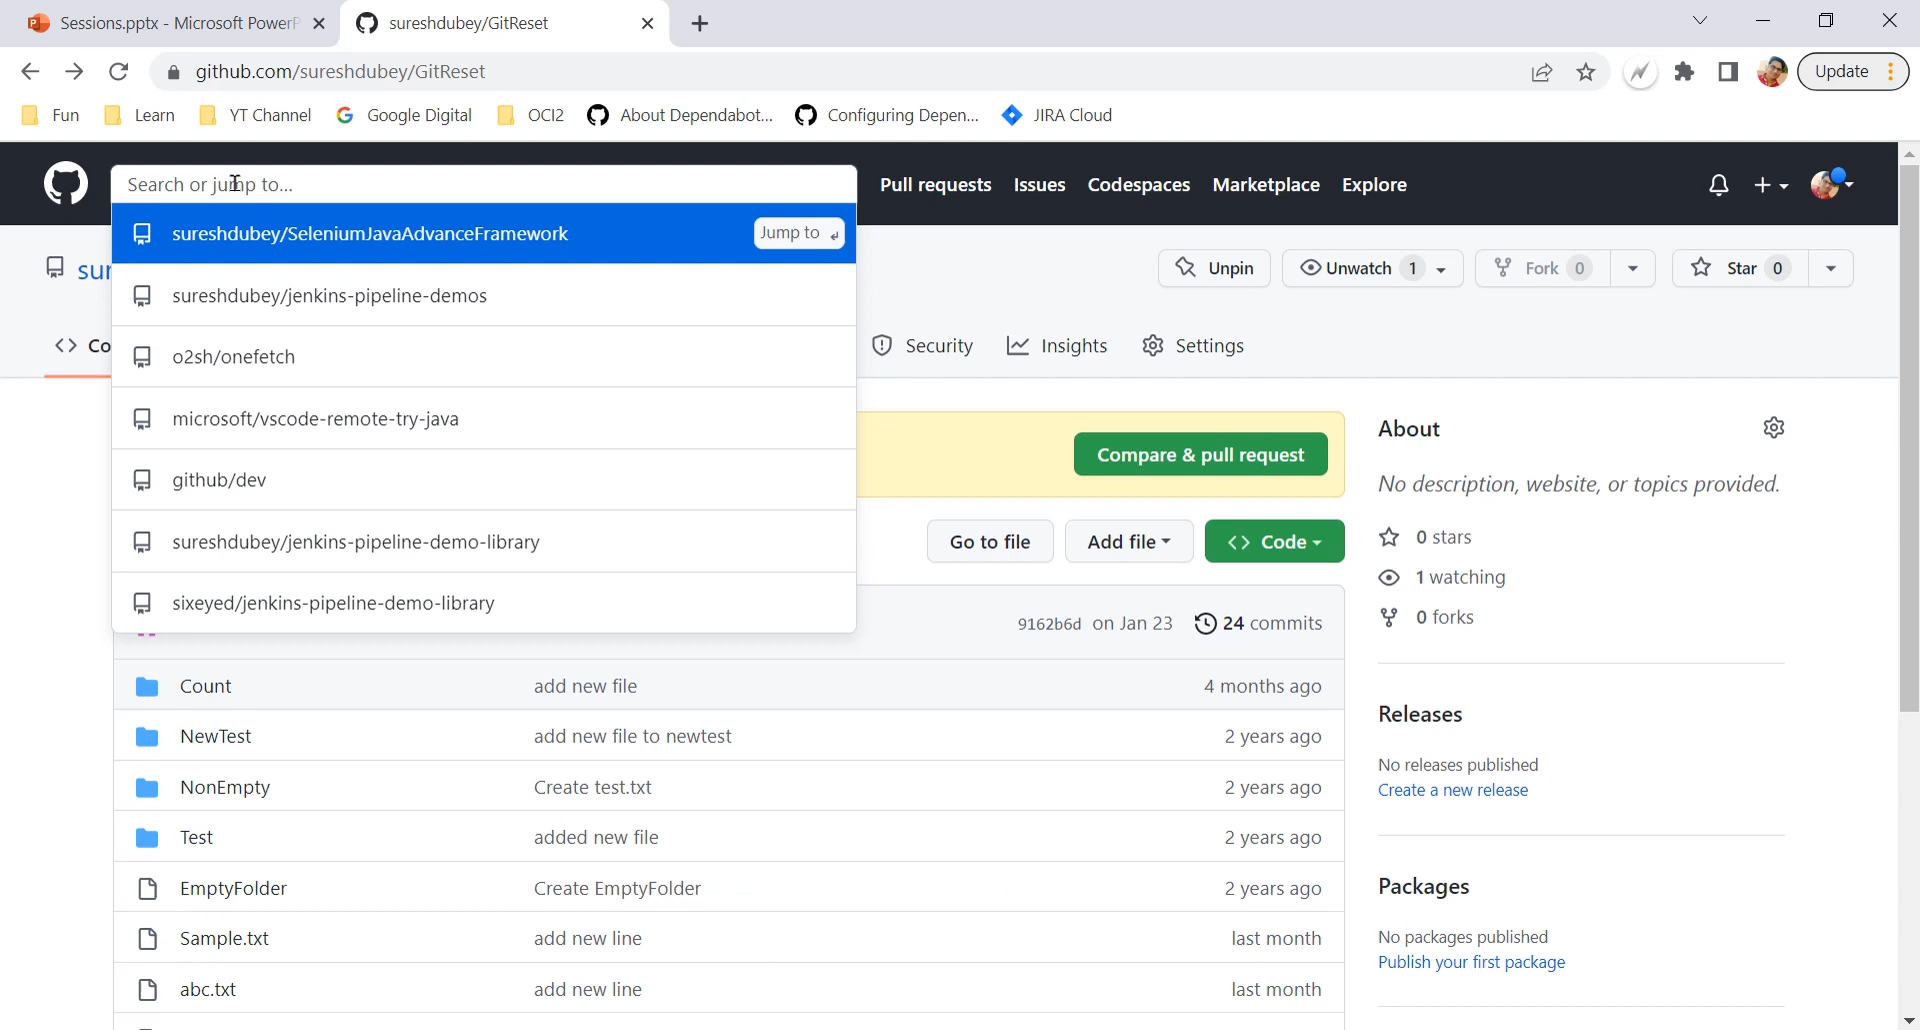 Sessions.pptx - Microsoft PowerP
sureshdubey/GitReset
github.com/sureshdubey/GitReset
Update
Fun
Learn
YT Channel
Google Digital
OCI2
About Dependabot...
Configuring Depen...
JIRA Cloud
Search or jump to...
Pull requests
Issues
Codespaces
Marketplace
Explore
sureshdubey/SeleniumJavaAdvanceFramework
Jump to
sur
Unpin
Unwatch 1
Fork 0
Star 0
sureshdubey/jenkins-pipeline-demos
Co
Security
Insights
Settings
o2sh/onefetch
microsoft/vscode-remote-try-java
github/dev
sureshdubey/jenkins-pipeline-demo-library
sixeyed/jenkins-pipeline-demo-library
Compare & pull request
Go to file
Add file
Code
9162b6d on Jan 23
24 commits
Count add new file 4 months ago
NewTest add new file to newtest 2 years ago
NonEmpty Create test.txt 2 years ago
Test added new file 2 years ago
EmptyFolder Create EmptyFolder 2 years ago
Sample.txt add new line last month
abc.txt add new line last month
About
No description, website, or topics provided.
0 stars
1 watching
0 forks
Releases
No releases published
Create a new release
Packages
No packages published
Publish your first package